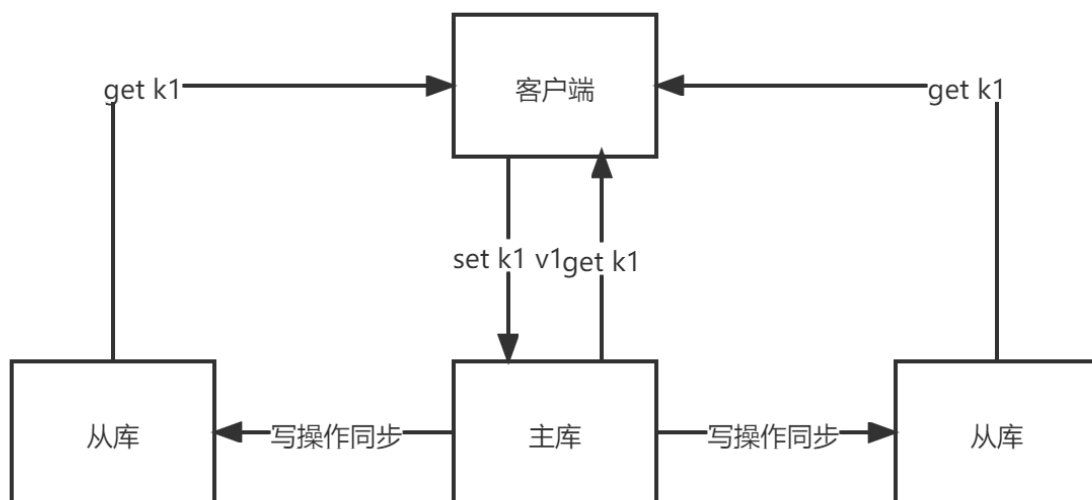 客户端
get k1
get k1
set k1 v1
get k1
从库
写操作同步
主库
写操作同步
从库